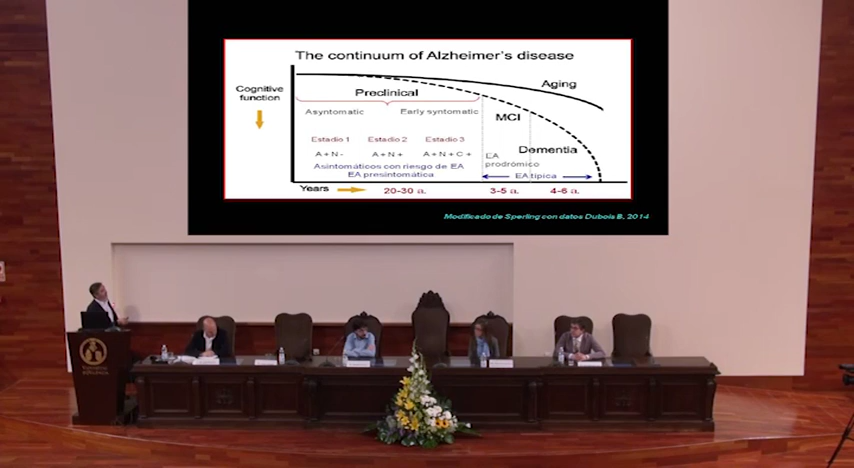 The continuum of Alzheimer's disease
Cognitive
function
Aging
Preclinical
Asyntomatic Early syntomatic
MCI
Estadio 1 Estadio 2 Estadio 3
Dementia
A + N - A + N + A + N + C +
EA
prodrómico
Asintomáticos con riesgo de EA
EA presintomática
EA típica
Years 20-30 a. 3-5 a. 4-6 a.
Modificado de Sperling con datos Dubois B. 2014